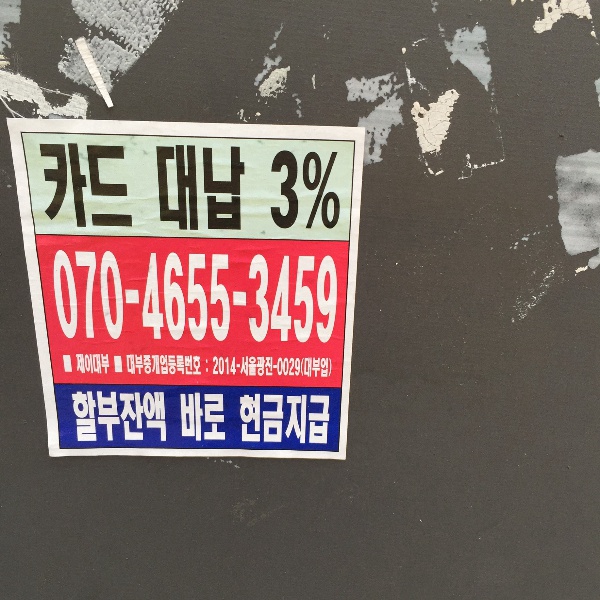 카드 대납 3%
070-4655-3459
■ 제이대부 ■ 대부중개업등록번호 : 2014-서울광진-0029(대부업)
할부잔액 바로 현금지급